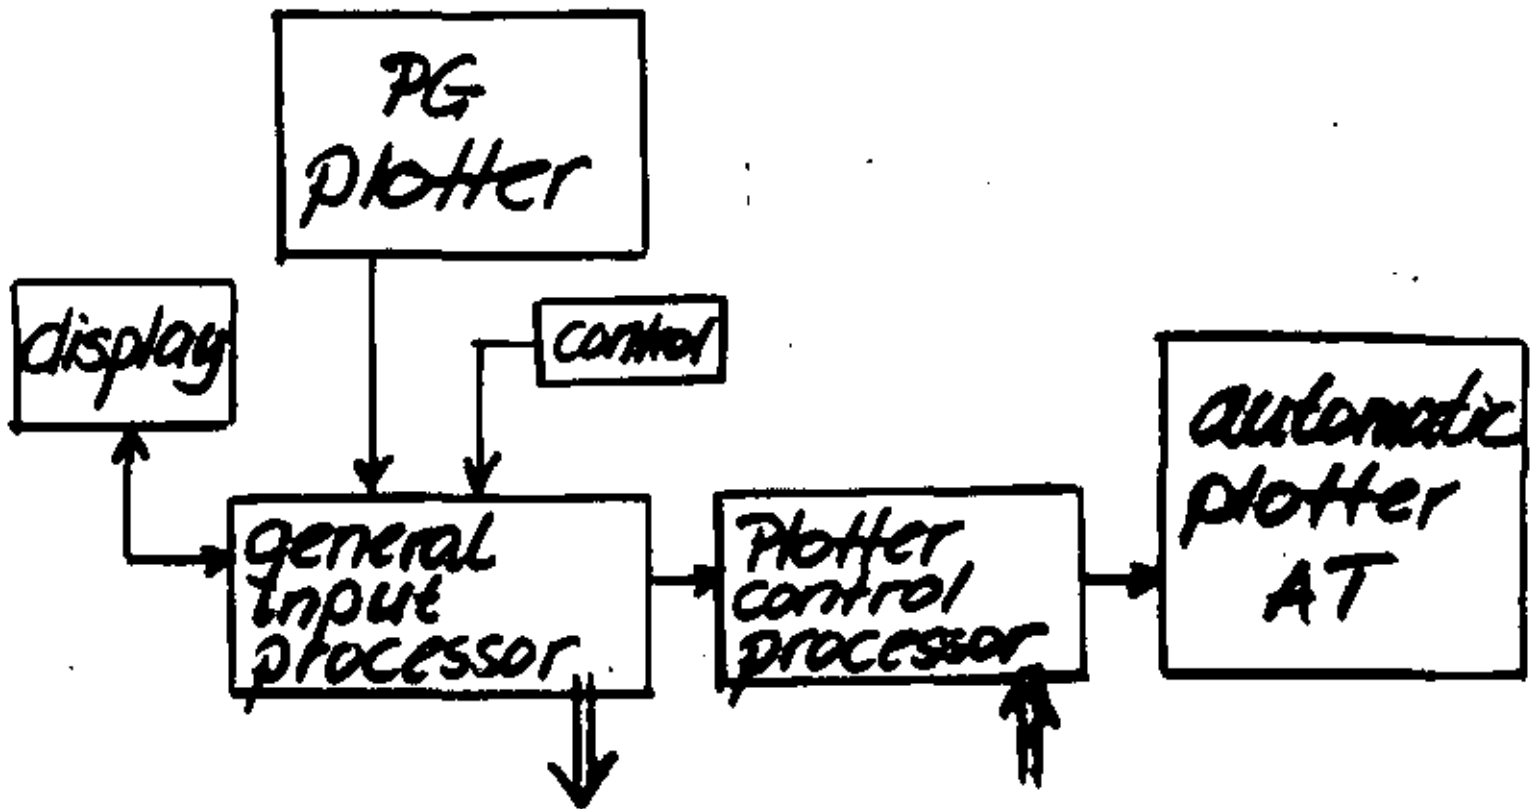 PG
plotter
display
control
general
input
processor
Plotter
control
processor
automatic
plotter
AT